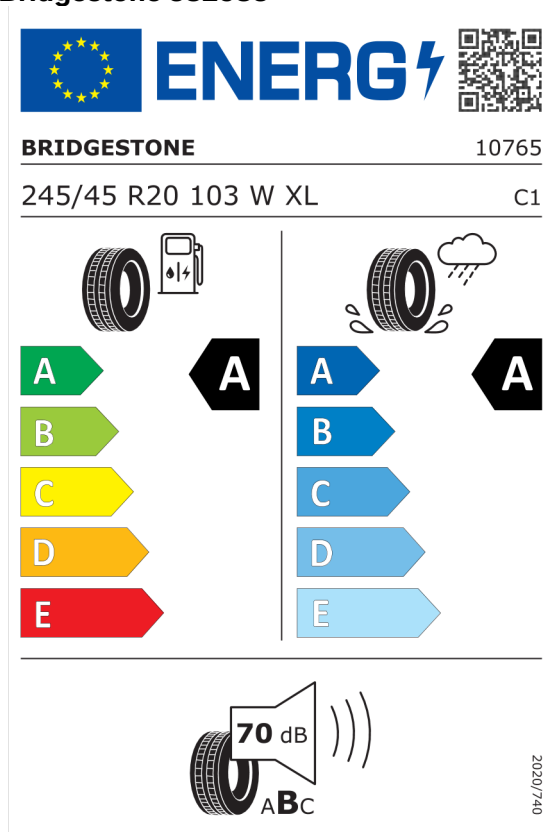 ENERG
BRIDGESTONE 10765
245/45 R20 103 W XL C1
A A A A
B B
C C
D D
E E
70 dB
ABC
2020/740